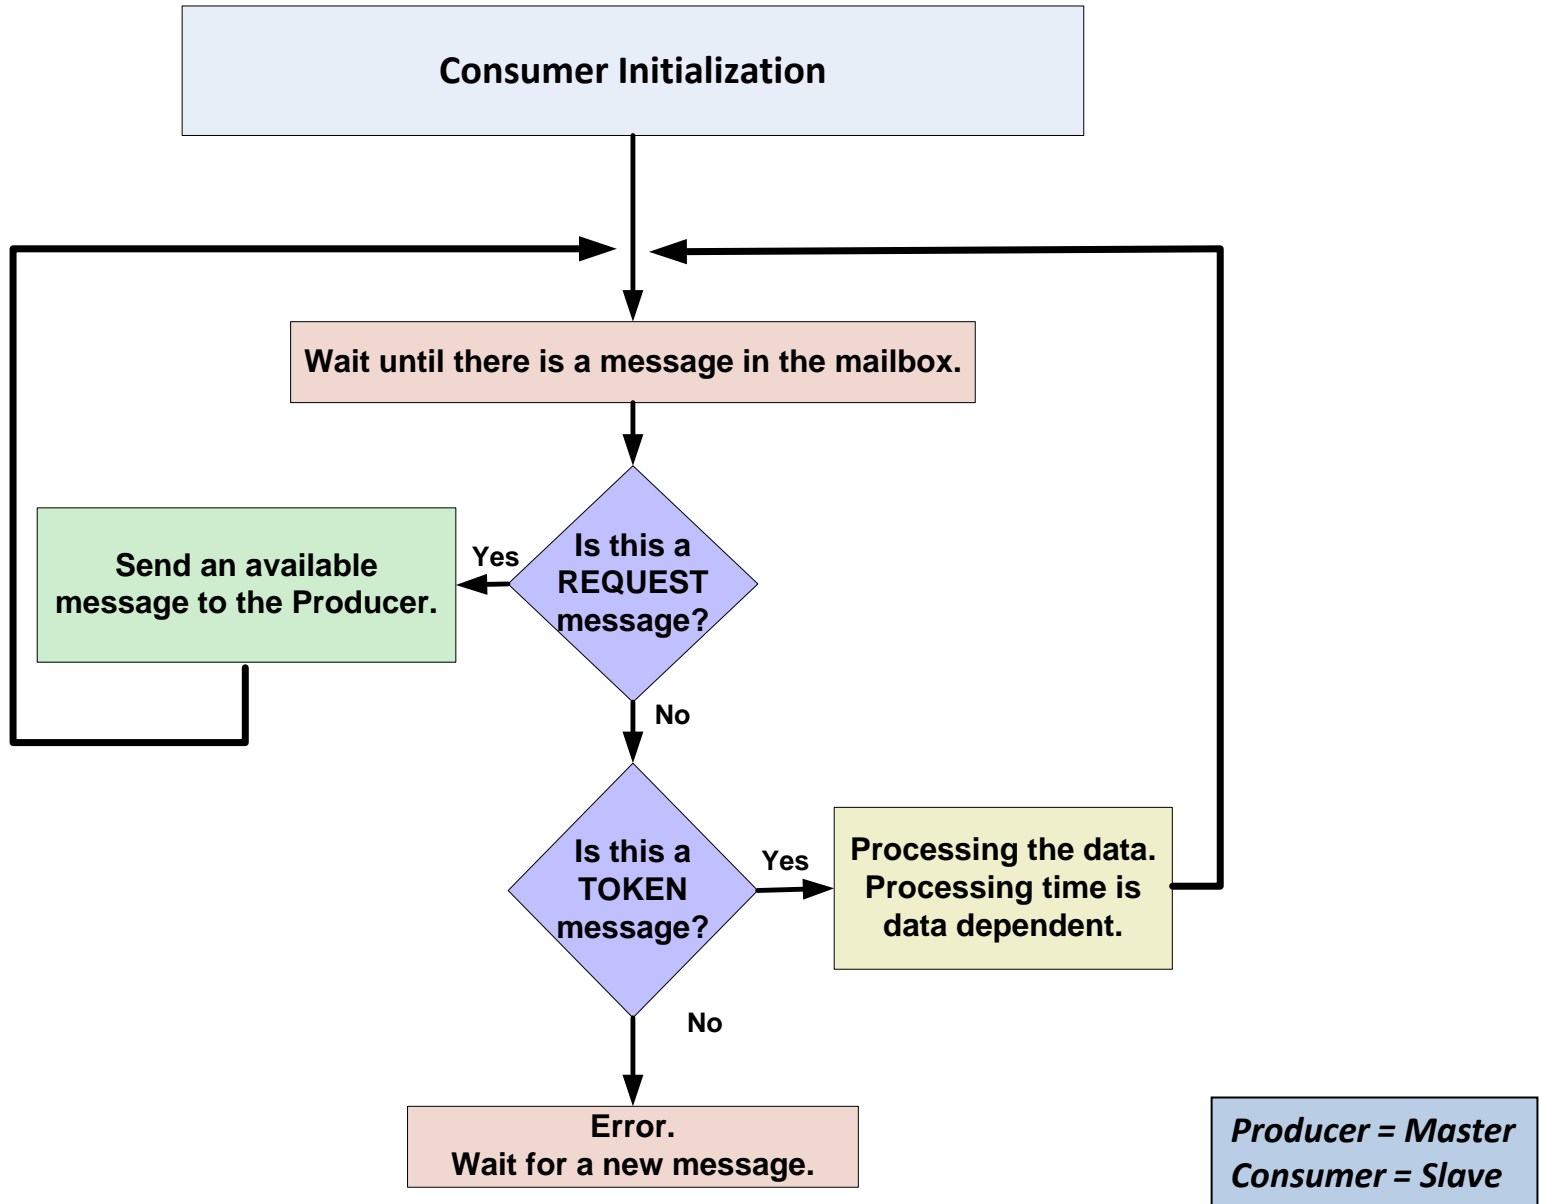 Consumer Initialization
Wait until there is a message in the mailbox.
Is this a
REQUEST
message?
Yes
Send an available
message to the Producer.
No
Is this a
TOKEN
message?
Yes
Processing the data.
Processing time is
data dependent.
No
Error.
Wait for a new message.
Producer = Master
Consumer = Slave